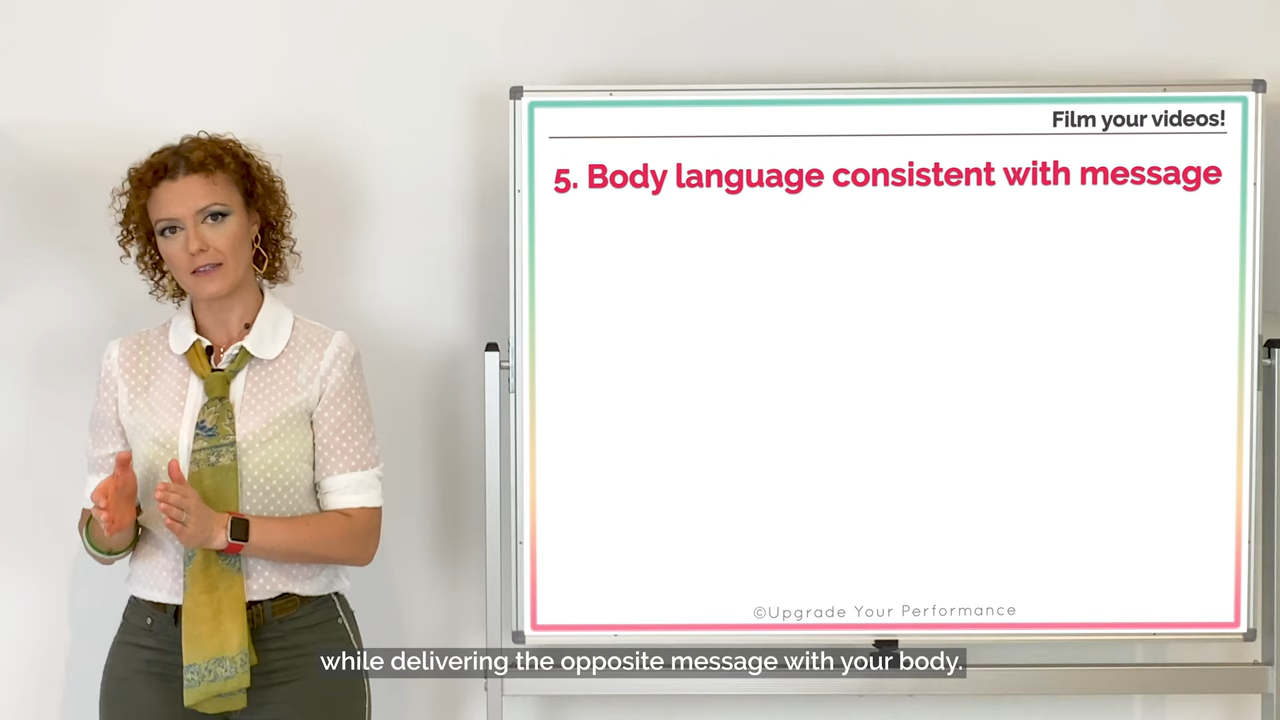 Film your videos!
5. Body language consistent with message
©Upgrade Your Performance
while delivering the opposite message with your body.